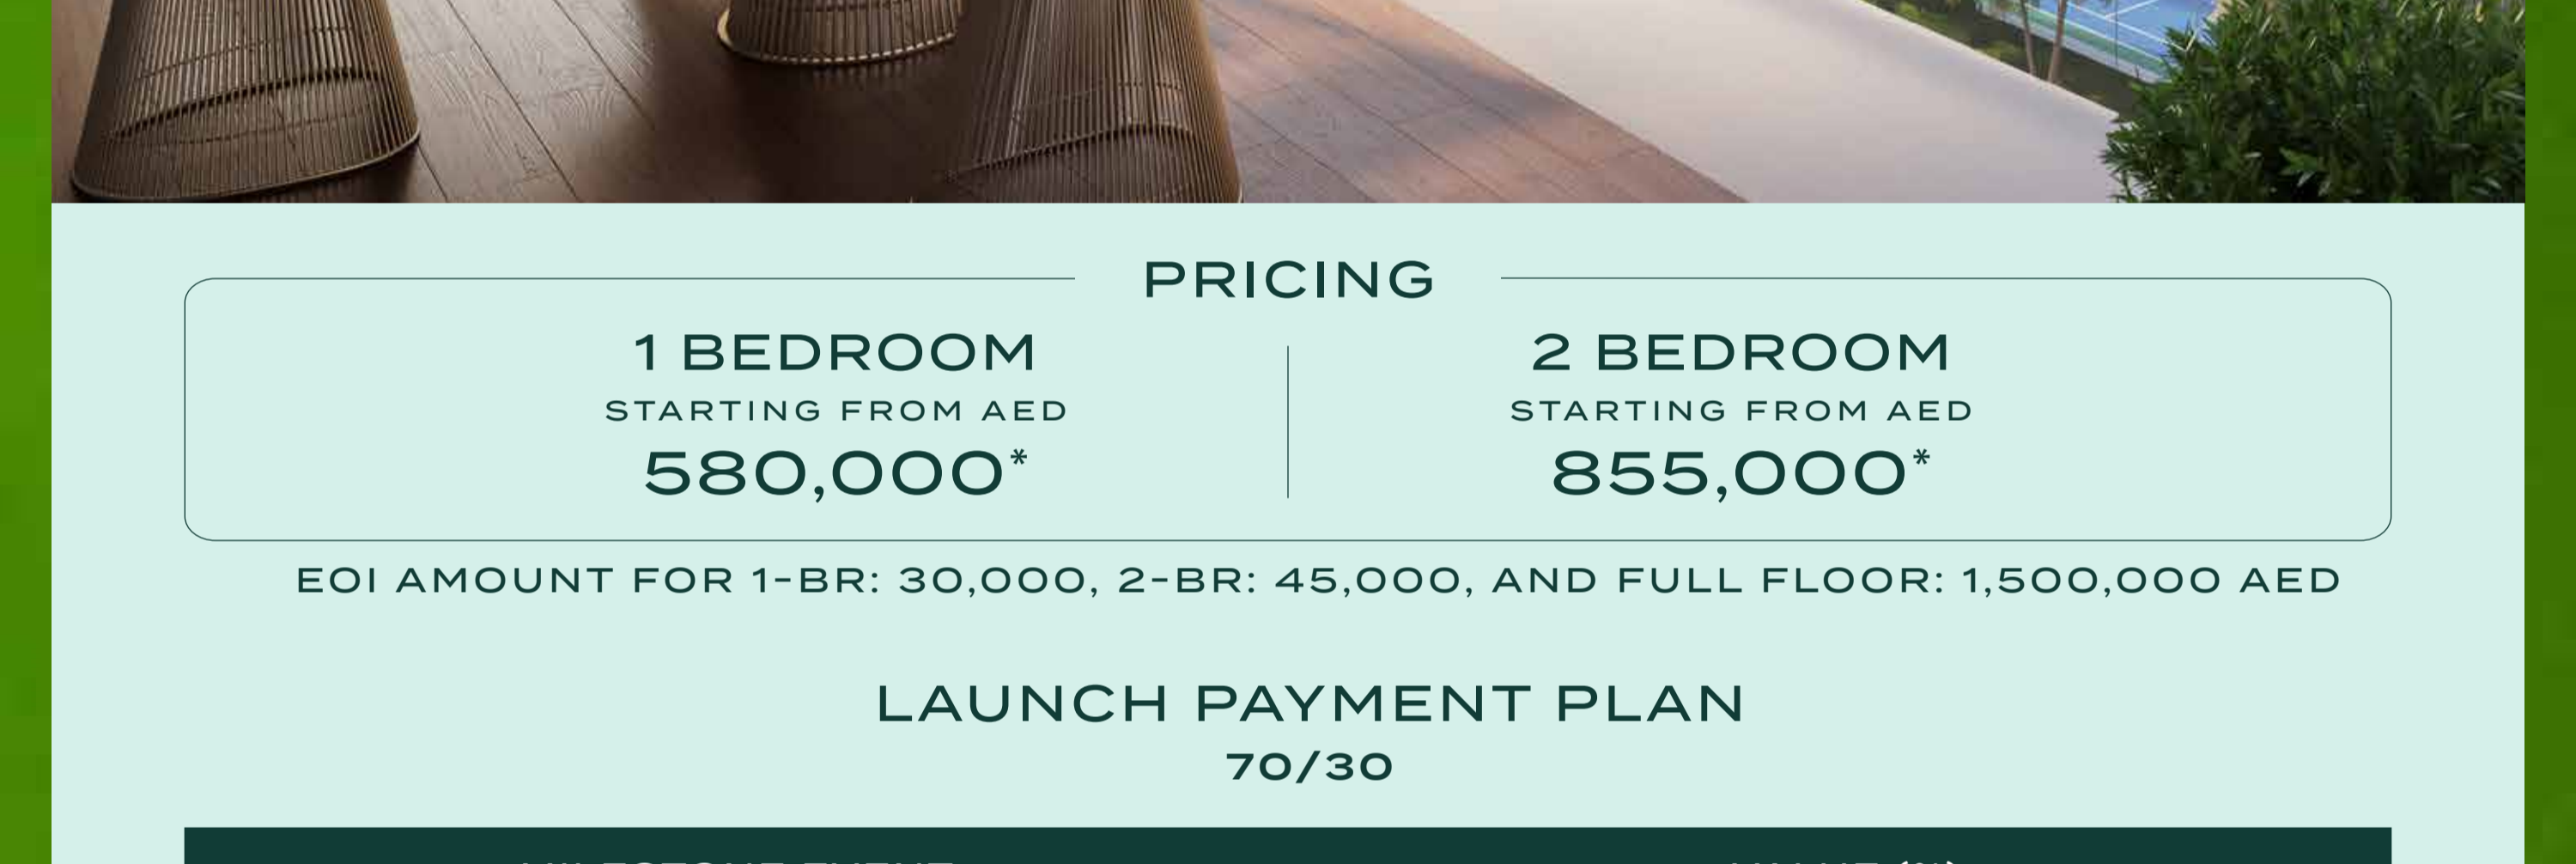 PRICING
1 BEDROOM
STARTING FROM AED
580,000*
2 BEDROOM
STARTING FROM AED
855,000*
EOI AMOUNT FOR 1-BR: 30,000, 2-BR: 45,000, AND FULL FLOOR: 1,500,000 AED
LAUNCH PAYMENT PLAN
70/30